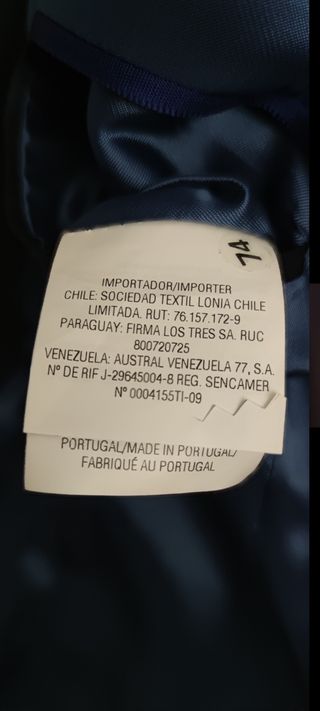 74
IMPORTADOR/IMPORTER
CHILE: SOCIEDAD TEXTIL LONIA CHILE
LIMITADA. RUT: 76.157.172-9
PARAGUAY: FIRMA LOS TRES SA. RUC
800720725
VENEZUELA: AUSTRAL VENEZUELA 77, S.A.
Nº DE RIF J-29645004-8 REG. SENCAMER
Nº 0004155TI-09
PORTUGAL/MADE IN PORTUGAL/
FABRIQUÉ AU PORTUGAL